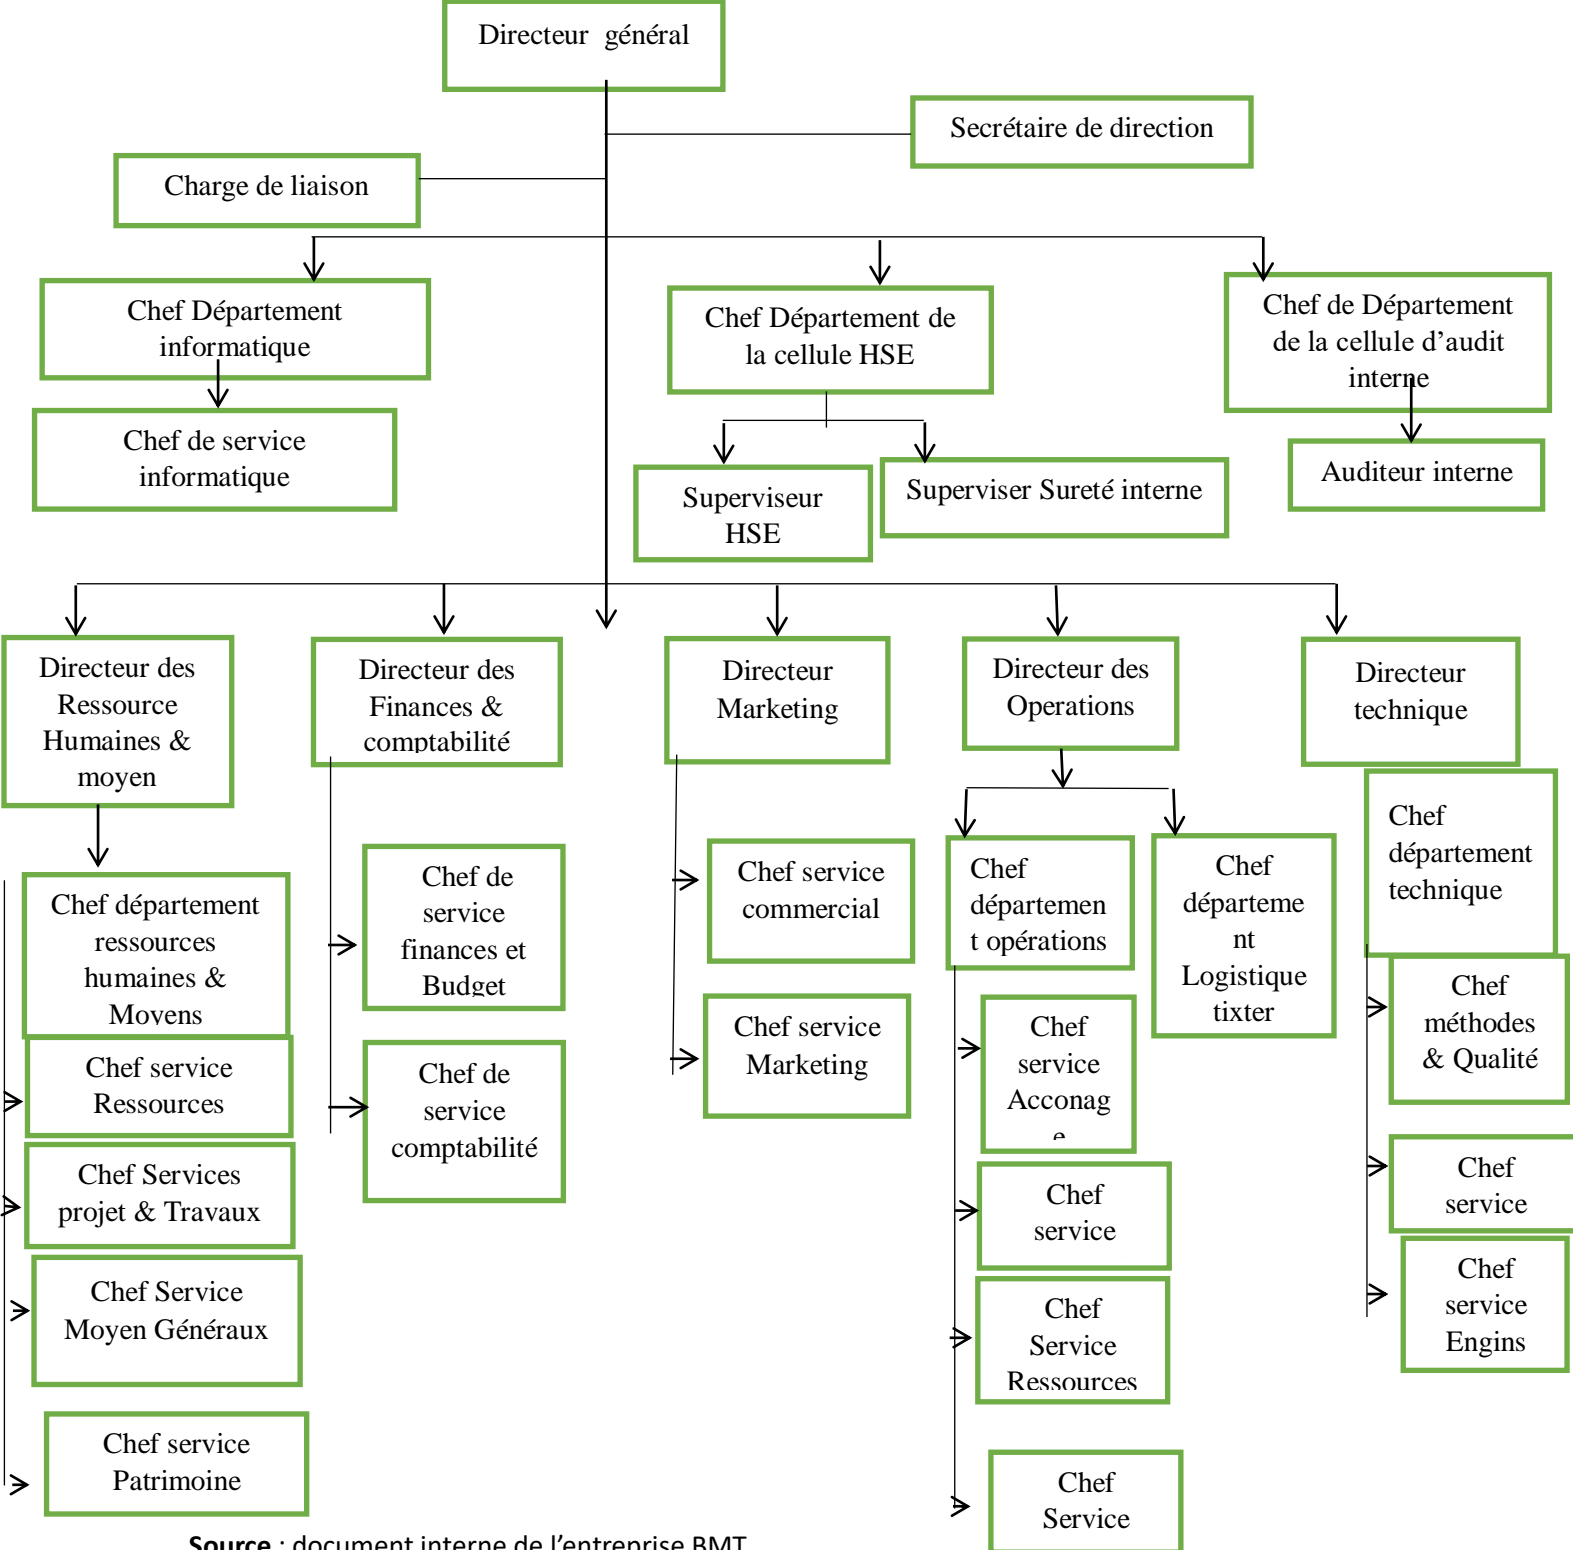 Directeur général
Secrétaire de direction
Charge de liaison
Chef Département
informatique
Chef Département de
la cellule HSE
Chef de Département
de la cellule d’audit
interne
Chef de service
informatique
Superviseur
HSE
Superviser Sureté interne
Auditeur interne
Directeur des
Ressource
Humaines &
moyen
Directeur des
Finances &
comptabilité
Directeur
Marketing
Directeur des
Operations
Directeur
technique
Chef département
ressources
humaines &
Moyens
Chef service
Ressources
Chef Services
projet & Travaux
Chef Service
Moyen Généraux
Chef service
Patrimoine
Chef de
service
finances et
Budget
Chef de
service
comptabilité
Chef service
commercial
Chef service
Marketing
Chef
départemen
t opérations
Chef
départeme
nt
Logistique
tixter
Chef
service
Acconag
e
Chef
service
Chef
Service
Ressources
Chef
Service
Chef
département
technique
Chef
méthodes
& Qualité
Chef
service
Chef
service
Engins
Source : document interne de l’entreprise BMT